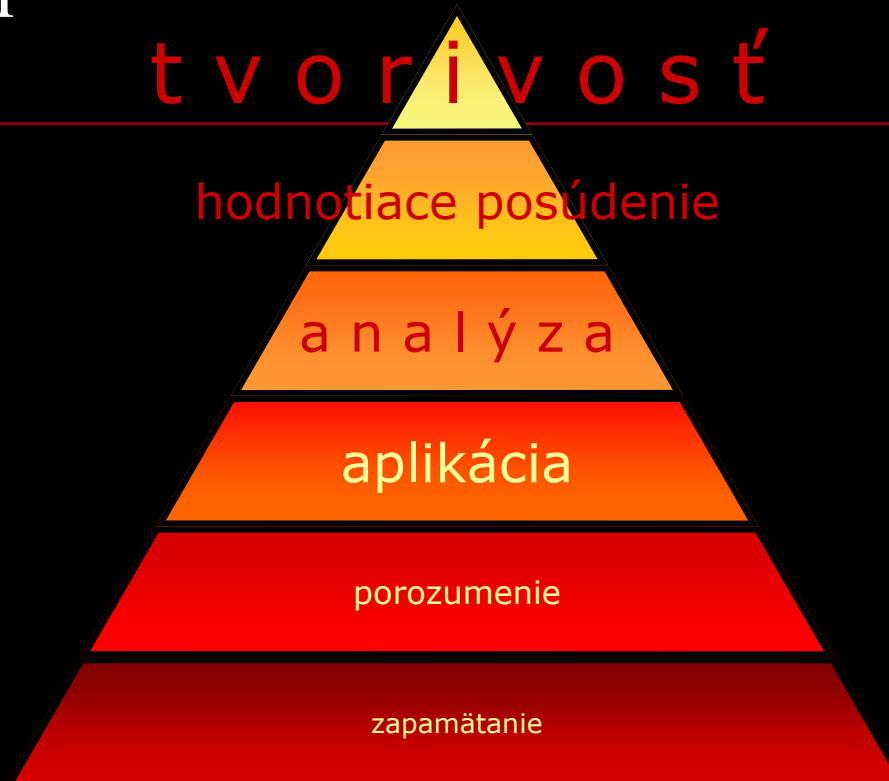 t v o r i v o s ť
hodnotiace posúdenie
a n a l ý z a
aplikácia
porozumenie
zapamätanie